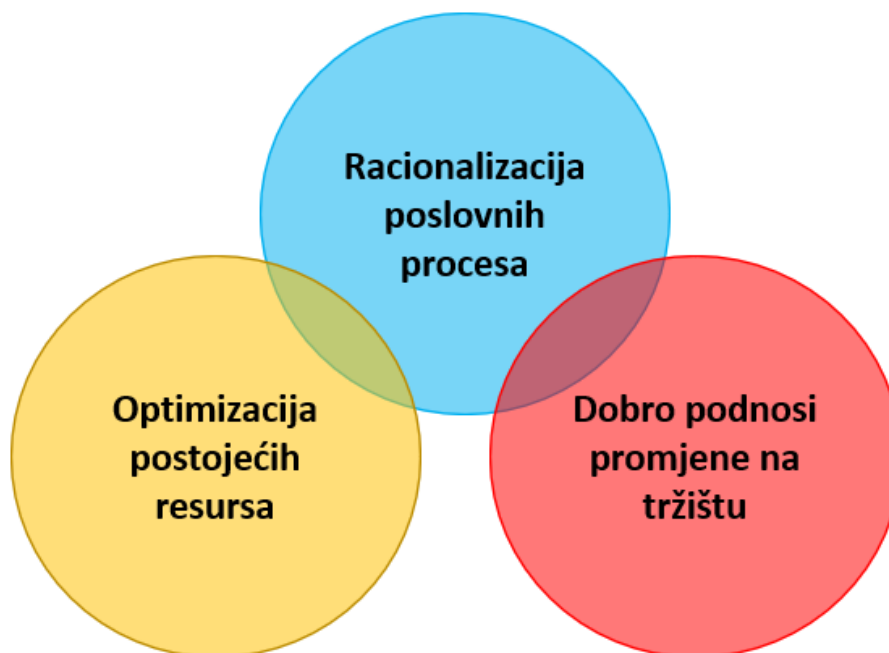 Racionalizacija
poslovnih
procesa
Optimizacija
postojećih
resursa
Dobro podnosi
promjene na
tržištu